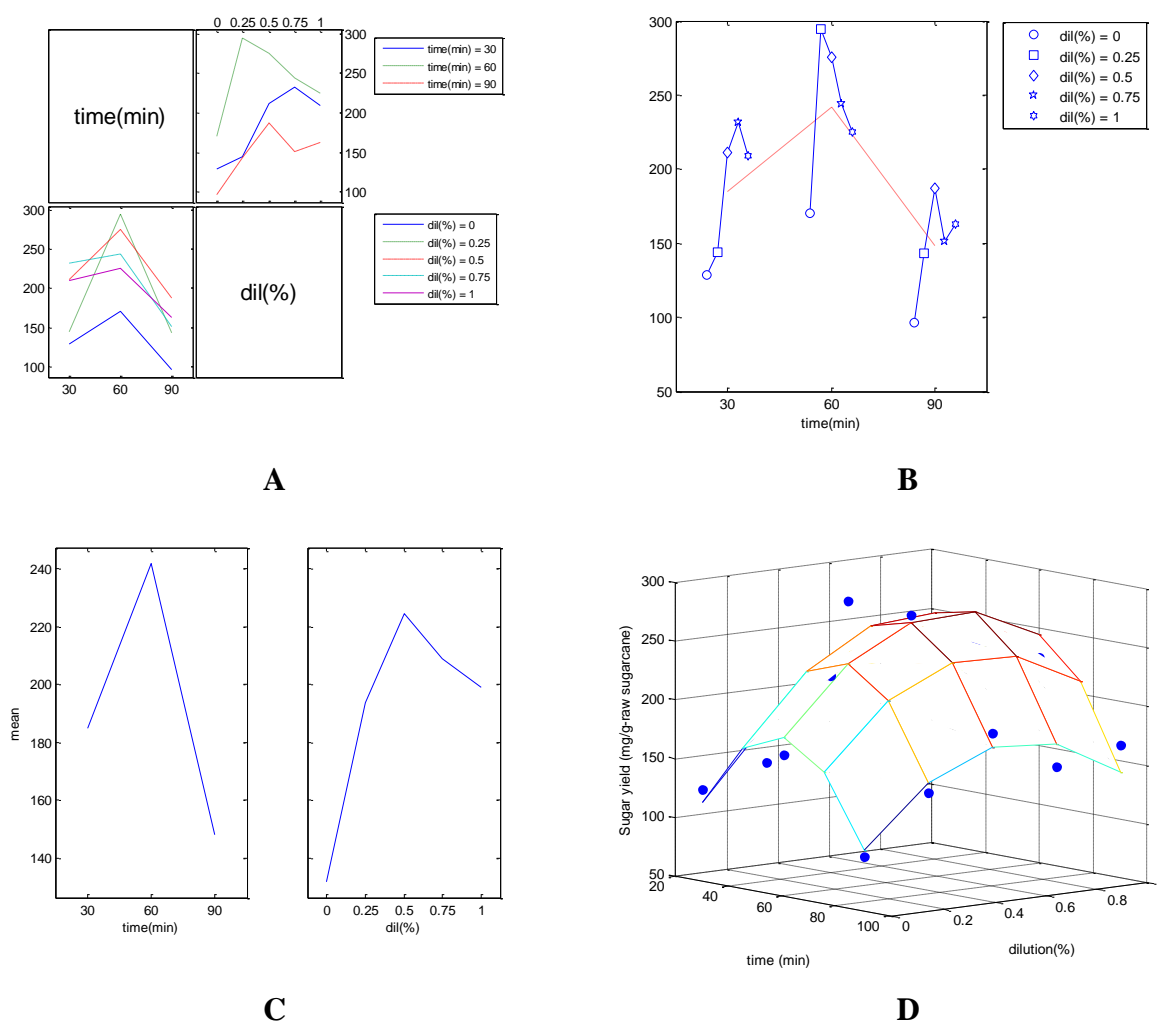 0 0.25 0.5 0.75 1
time(min)
300
250
200
150
100
time(min) = 30
time(min) = 60
time(min) = 90
300
250
200
150
100
30 60 90
dil(%)
dil(%) = 0
dil(%) = 0.25
dil(%) = 0.5
dil(%) = 0.75
dil(%) = 1
A
300
250
200
150
100
50
30 60 90
time(min)
dil(%) = 0
dil(%) = 0.25
dil(%) = 0.5
dil(%) = 0.75
dil(%) = 1
B
mean
240
220
200
180
160
140
30 60 90
time(min)
0 0.25 0.5 0.75 1
dil(%)
C
Sugar yield (mg/g-raw sugarcane)
300
250
200
150
100
50
20 40 60 80 100
time (min)
0 0.2 0.4 0.6 0.8
dilution(%)
D